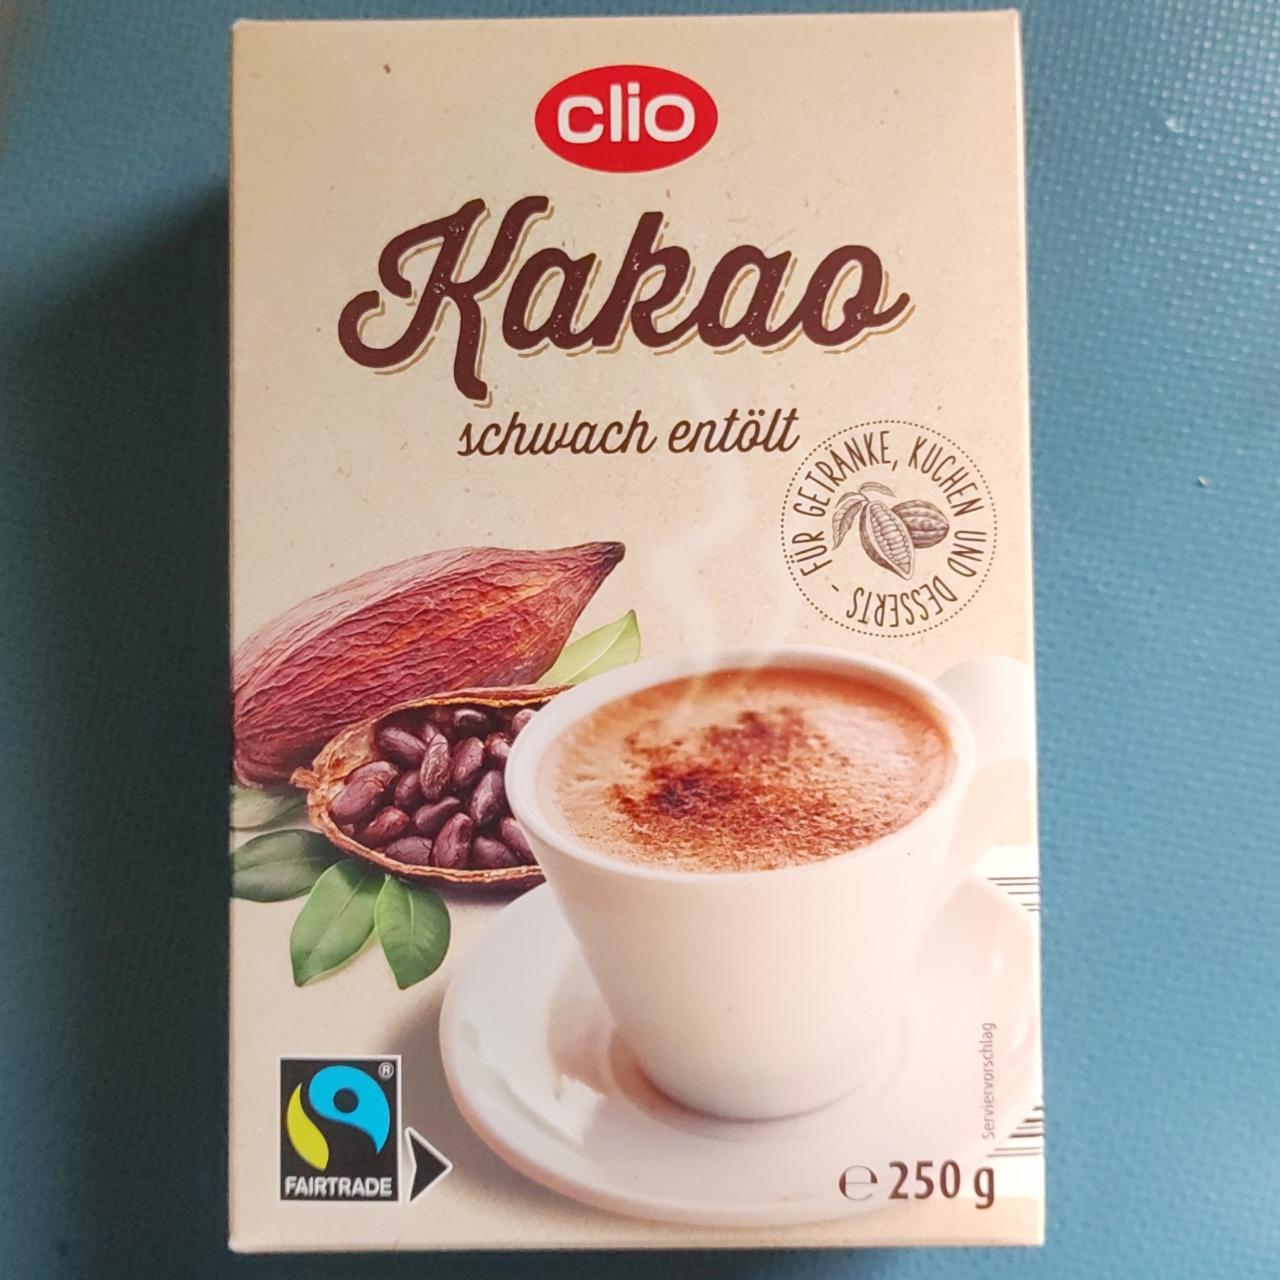 clio
Kakao
schwach entölt
FÜR GETRÄNKE, KUCHEN UND DESSERTS -
Serviervorschlag
®
FAIRTRADE
℮ 250 g